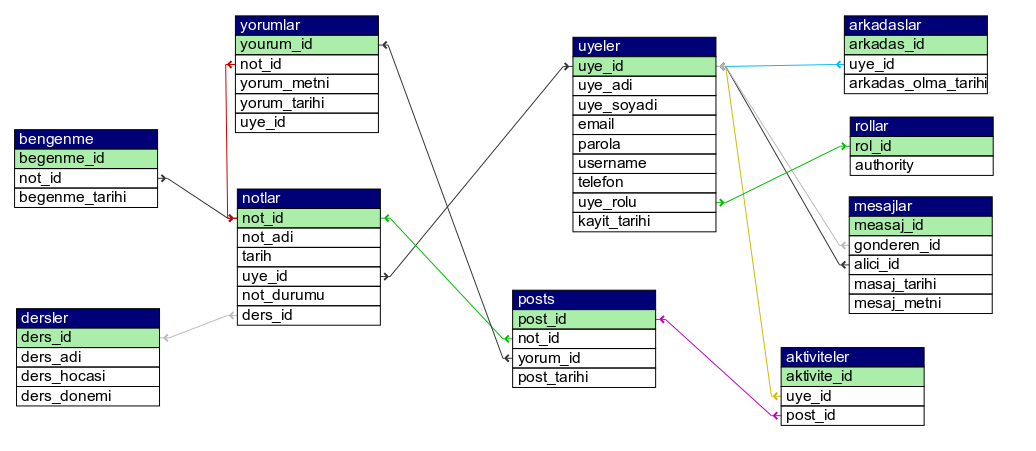 yorumlar
yourum_id
not_id
yorum_metni
yorum_tarihi
uye_id
bengenme
begenme_id
not_id
begenme_tarihi
notlar
not_id
not_adi
tarih
uye_id
not_durumu
ders_id
dersler
ders_id
ders_adi
ders_hocasi
ders_donemi
uyeler
uye_id
uye_adi
uye_soyadi
email
parola
username
telefon
uye_rolu
kayit_tarihi
posts
post_id
not_id
yorum_id
post_tarihi
arkadaslar
arkadas_id
uye_id
arkadas_olma_tarihi
rollar
rol_id
authority
mesajlar
measaj_id
gonderen_id
alici_id
masaj_tarihi
mesaj_metni
aktiviteler
aktivite_id
uye_id
post_id